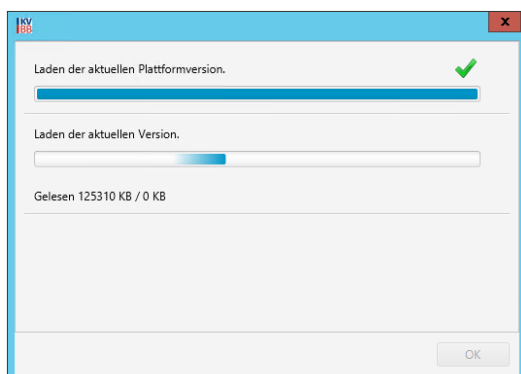 KV
BB
x
Laden der aktuellen Plattformversion.
Laden der aktuellen Version.
Gelesen 125310 KB / 0 KB
OK